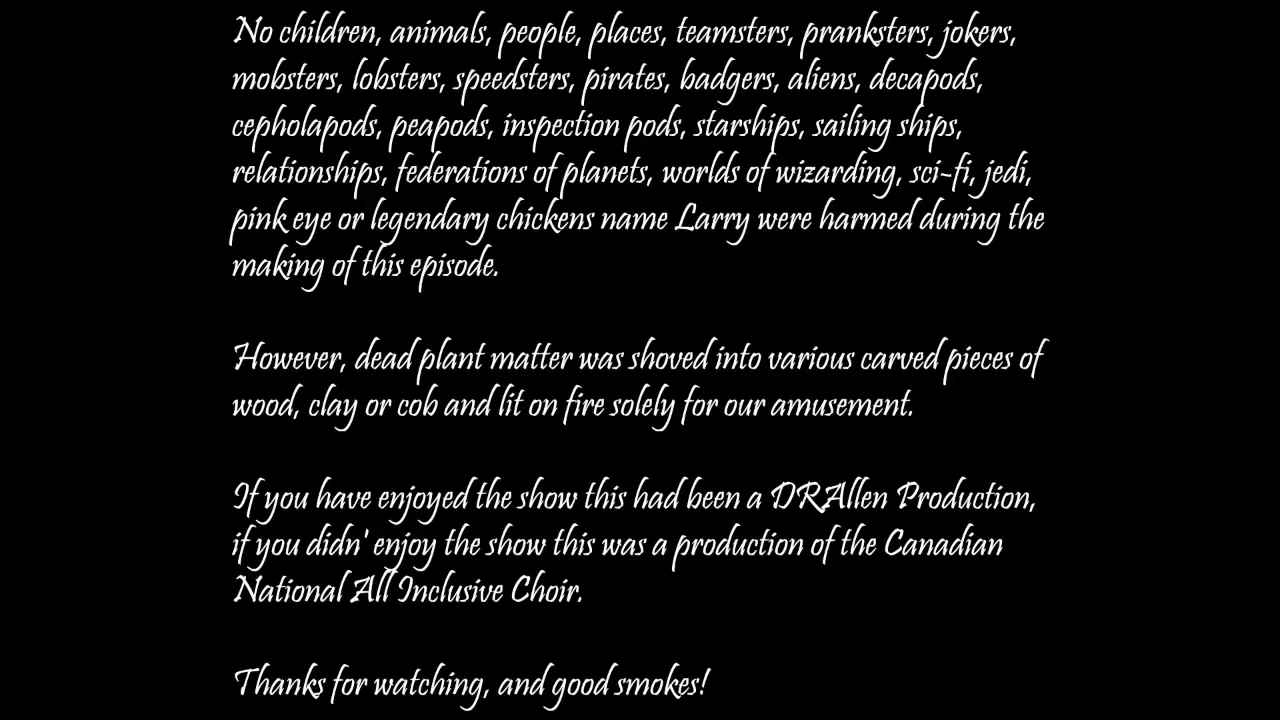 No children, animals, people, places, teamsters, pranksters, jokers,
mobsters, lobsters, speedsters, pirates, badgers, aliens, decapods,
cepholapods, peapods, inspection pods, starships, sailing ships,
relationships, federations of planets, worlds of wizarding, sci-fi, jedi,
pink eye or legendary chickens name Larry were harmed during the
making of this episode.
However, dead plant matter was shoved into various carved pieces of
wood, clay or cob and lit on fire solely for our amusement.
If you have enjoyed the show this had been a DRAllen Production,
if you didn' enjoy the show this was a production of the Canadian
National All Inclusive Choir.
Thanks for watching, and good smokes!